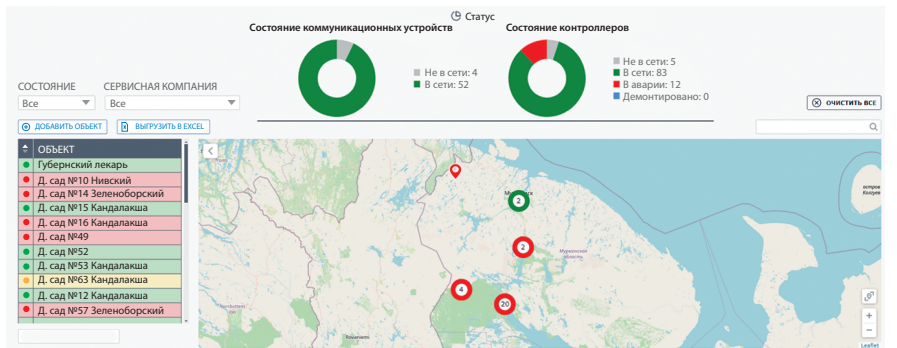 Статус
Состояние коммуникационных устройств
Не в сети: 4
В сети: 52
Состояние контроллеров
Не в сети: 5
В сети: 83
В аварии: 12
Демонтировано: 0
СОСТОЯНИЕ
СЕРВИСНАЯ КОМПАНИЯ
Все
Все
ОЧИСТИТЬ ВСЕ
ДОБАВИТЬ ОБЪЕКТ
ВЫГРУЗИТЬ В EXCEL
ОБЪЕКТ
Губернский лекарь
Д. сад №10 Нивский
Д. сад №14 Зеленоборский
Д. сад №15 Кандалакша
Д. сад №16 Кандалакша
Д. сад №49
Д. сад №52
Д. сад №53 Кандалакша
Д. сад №63 Кандалакша
Д. сад №12 Кандалакша
Д. сад №57 Зеленоборский
остров
Колгуев
2
2
Мурманская
область
4
20
Rovaniemi
+
−
Leaflet